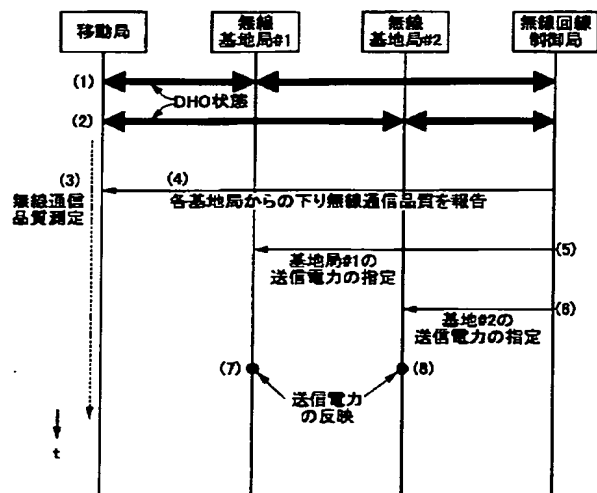 移動局
無線
基地局#1
無線
基地局#2
無線回線
制御局
(1)
DHO状態
(2)
(3)
無線通信
品質測定
(4)
各基地局からの下り無線通信品質を報告
(5)
基地局#1の
送信電力の指定
(6)
基地#2の
送信電力の指定
(7)
(8)
送信電力
の反映
t